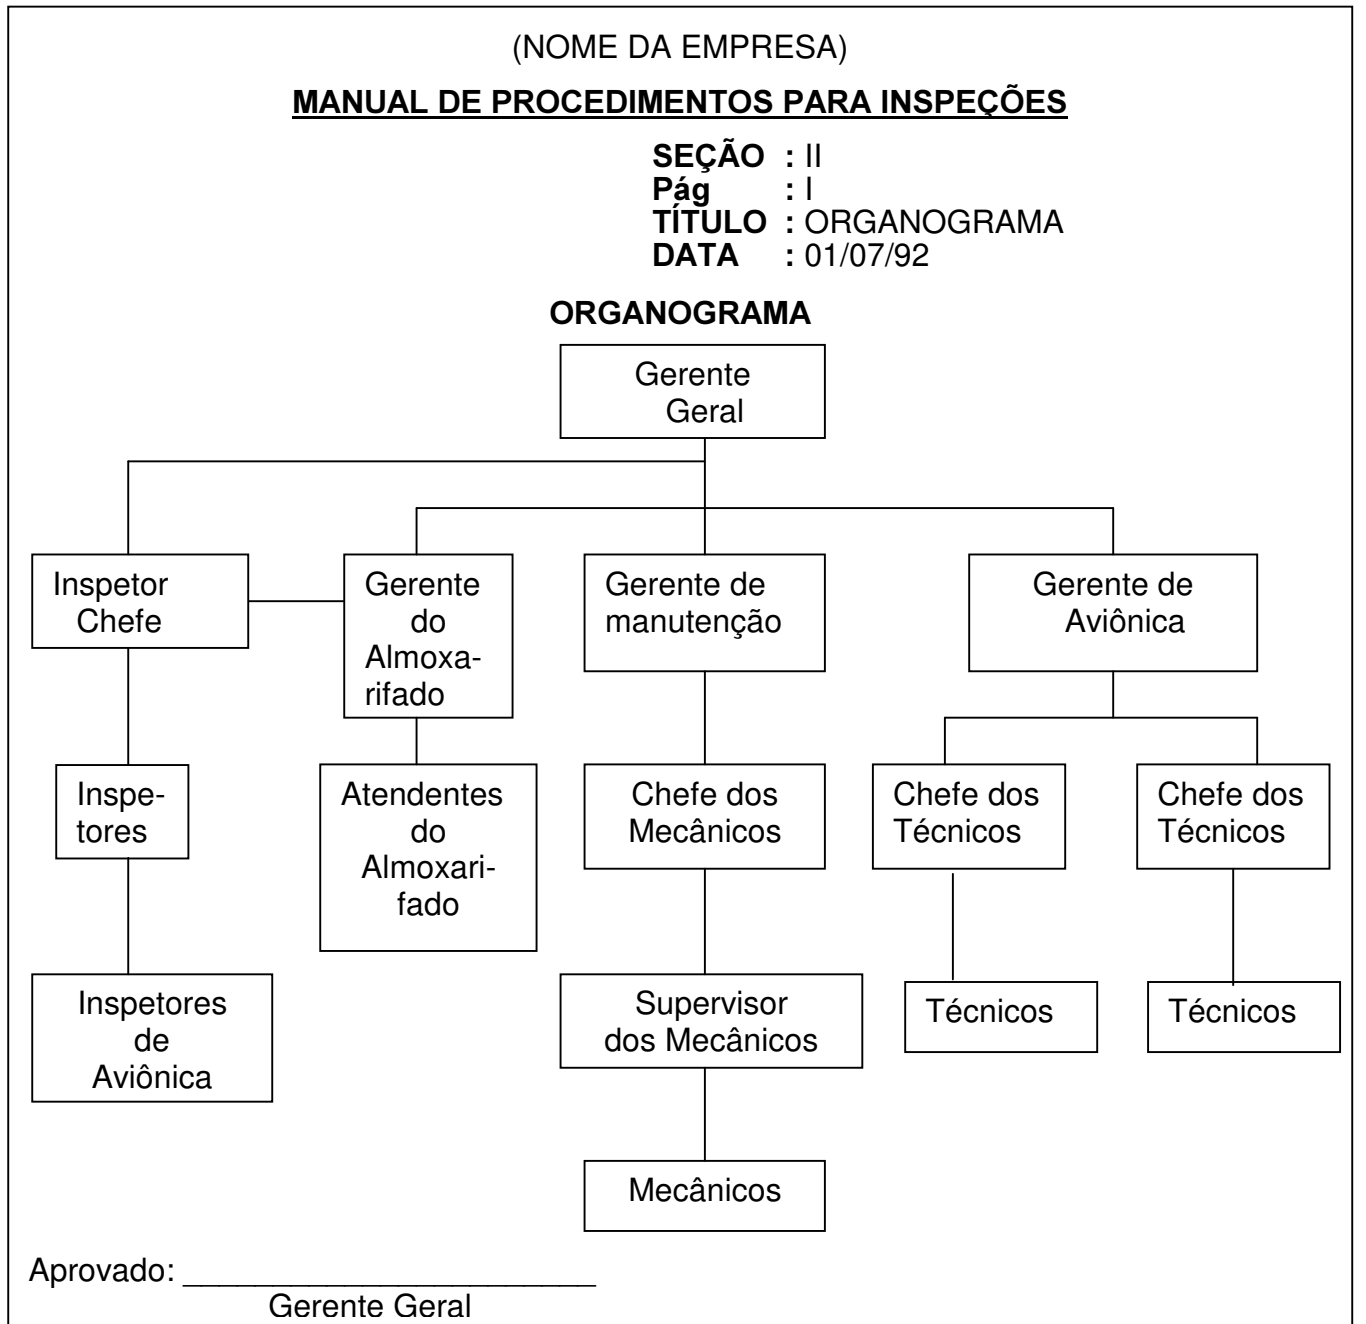 (NOME DA EMPRESA)
MANUAL DE PROCEDIMENTOS PARA INSPEÇÕES
SEÇÃO : II
Pág : I
TÍTULO : ORGANOGRAMA
DATA : 01/07/92
ORGANOGRAMA
Gerente
Geral
Inspetor
Chefe
Gerente
do
Almoxa-
rifado
Gerente de
manutenção
Gerente de
Aviônica
Inspe-
tores
Atendentes
do
Almoxari-
fado
Chefe dos
Mecânicos
Chefe dos
Técnicos
Chefe dos
Técnicos
Inspetores
de
Aviônica
Supervisor
dos Mecânicos
Técnicos
Técnicos
Mecânicos
Aprovado: _______________________
Gerente Geral